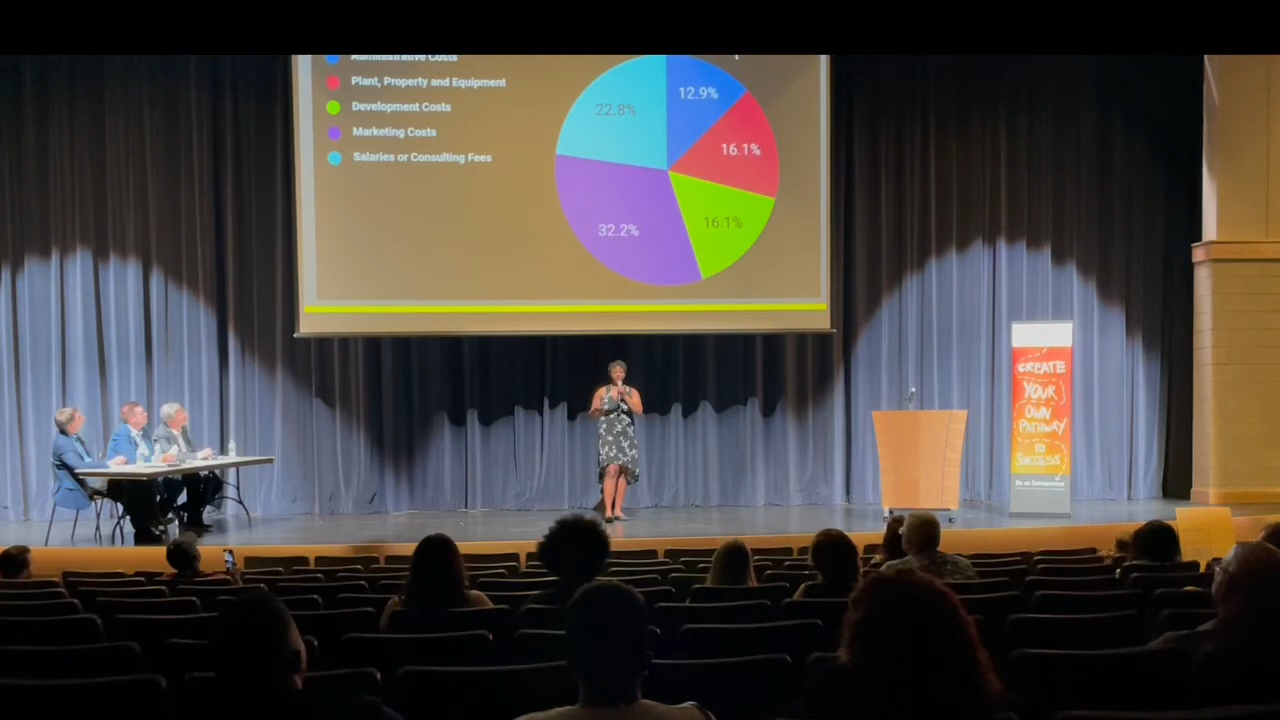 Administrative Costs
Plant, Property and Equipment
Development Costs
Marketing Costs
Salaries or Consulting Fees
12.9%
22.8%
16.1%
16.1%
32.2%
CREATE
YOUR
OWN
PATHWAY
TO
SUCCESS
Be an Entrepreneur